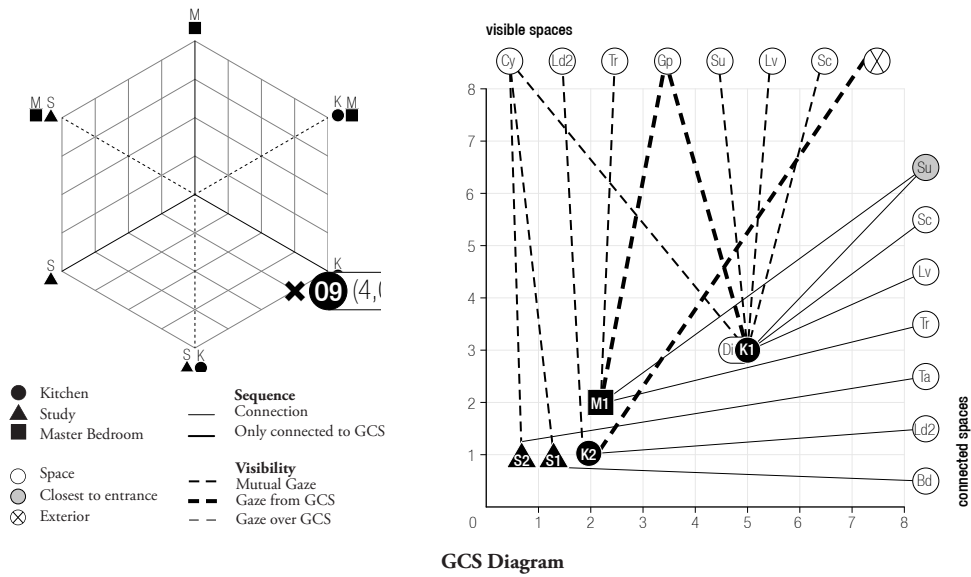 M
M S
K M
S
K
09 (4,
S K
Kitchen
Study
Master Bedroom
Space
Closest to entrance
Exterior
Sequence
Connection
Only connected to GCS
Visibility
Mutual Gaze
Gaze from GCS
Gaze over GCS
visible spaces
Cy Ld2 Tr Gp Su Lv Sc
8
7
6
5
4
3
2
1
0 1 2 3 4 5 6 7 8
Di K1
M1
S2 S1 K2
Su
Sc
Lv
Tr
Ta
Ld2
Bd
connected spaces
GCS Diagram